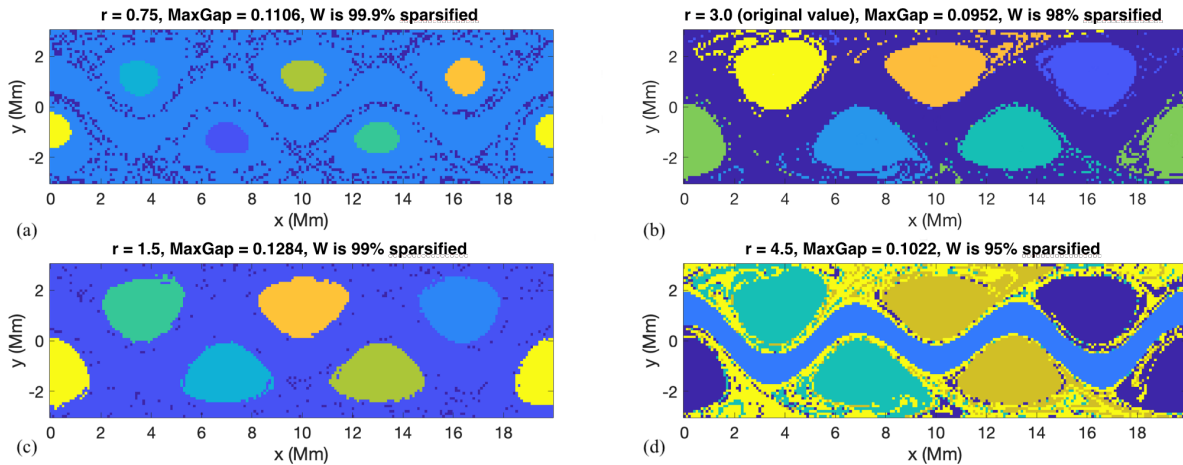 r = 0.75, MaxGap = 0.1106, W is 99.9% sparsified
y (Mm)
2
0
-2
0 2 4 6 8 10 12 14 16 18
x (Mm)
(a)
r = 3.0 (original value), MaxGap = 0.0952, W is 98% sparsified
y (Mm)
2
0
-2
0 2 4 6 8 10 12 14 16 18
x (Mm)
(b)
r = 1.5, MaxGap = 0.1284, W is 99% sparsified
y (Mm)
2
0
-2
0 2 4 6 8 10 12 14 16 18
x (Mm)
(c)
r = 4.5, MaxGap = 0.1022, W is 95% sparsified
y (Mm)
2
0
-2
0 2 4 6 8 10 12 14 16 18
x (Mm)
(d)